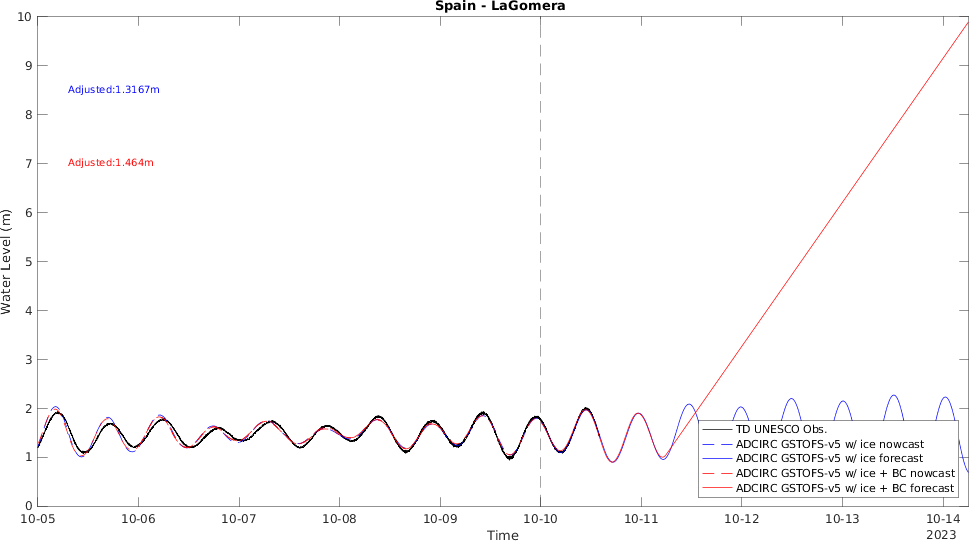 Spain - LaGomera
10
9
8
7
6
5
4
3
2
1
0
Water Level (m)
Adjusted:1.3167m
Adjusted:1.464m
TD UNESCO Obs.
ADCIRC GSTOFS-v5 w/ ice nowcast
ADCIRC GSTOFS-v5 w/ ice forecast
ADCIRC GSTOFS-v5 w/ ice + BC nowcast
ADCIRC GSTOFS-v5 w/ ice + BC forecast
10-05 10-06 10-07 10-08 10-09 10-10 10-11 10-12 10-13 10-14
2023
Time